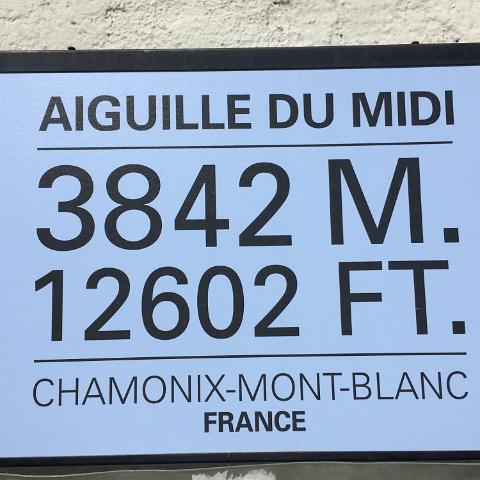 AIGUILLE DU MIDI
3842 M.
12602 FT.
CHAMONIX-MONT-BLANC
FRANCE